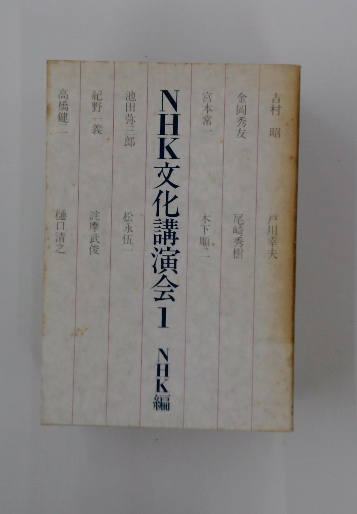 吉村 昭 戸川幸夫
金岡秀友 尾崎秀樹
宮本常一 木下順二
NHK文化講演会1 NHK編
池田弥三郎 松永伍一
紀野一義 詫摩武俊
高橋健二 樋口清之